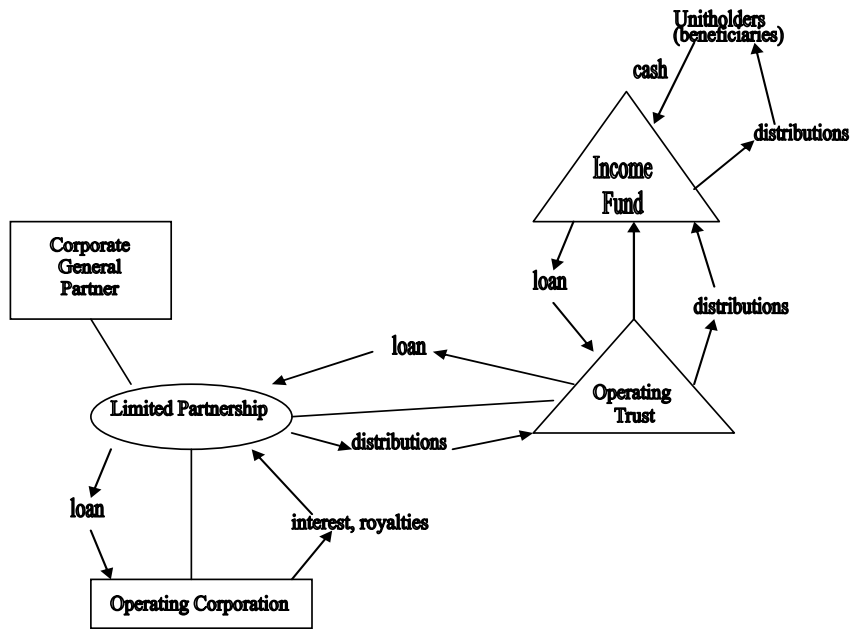 Unitholders
(beneficiaries)
cash
distributions
Income
Fund
Corporate
General
Partner
loan
distributions
loan
Operating
Trust
Limited Partnership
distributions
loan
interest, royalties
Operating Corporation